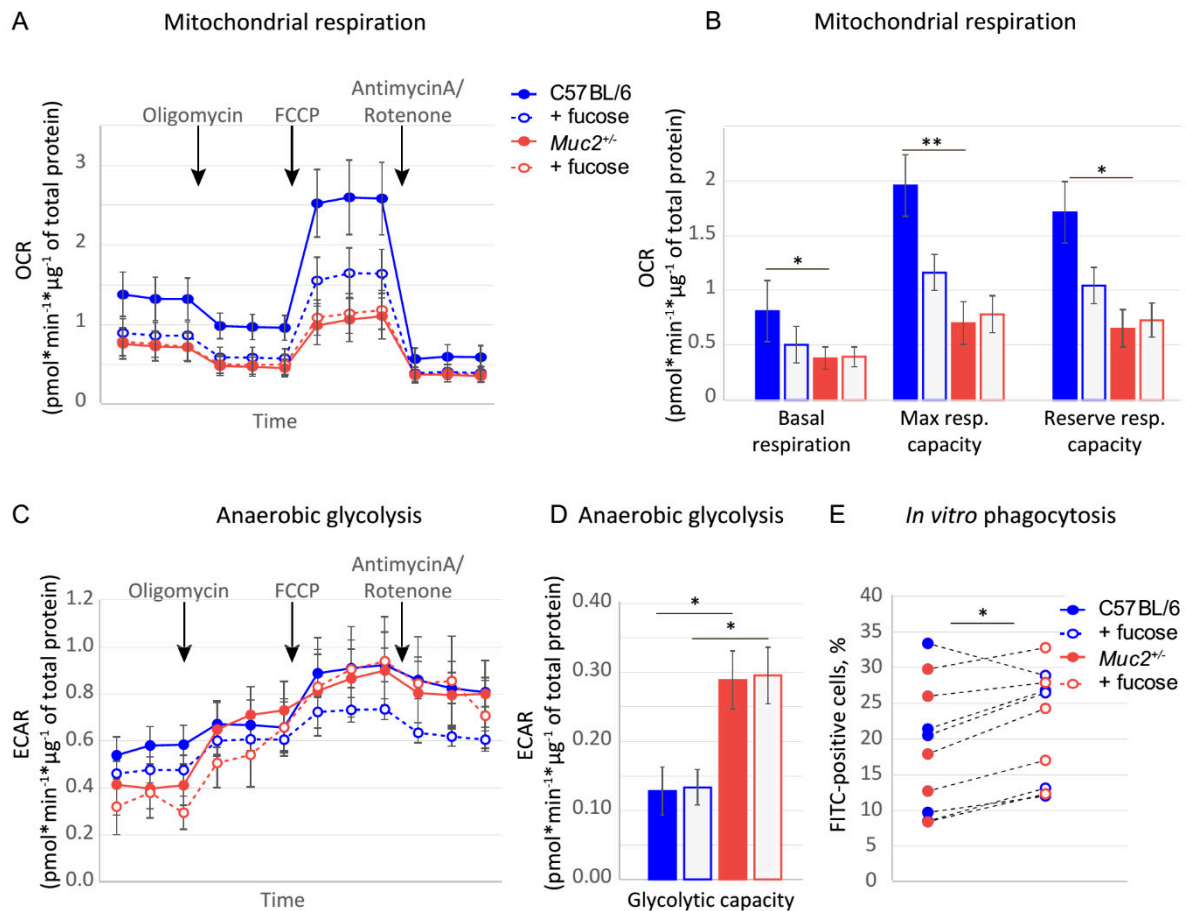 A
Mitochondrial respiration
Oligomycin
FCCP
AntimycinA/
Rotenone
C57BL/6
+ fucose
Muc2+/-
+ fucose
OCR
(pmol*min-1*µg-1 of total protein)
3
2
1
0
Time
B
Mitochondrial respiration
OCR
(pmol*min-1*µg-1 of total protein)
2
1.5
1
0.5
0
*
**
*
Basal
respiration
Max resp.
capacity
Reserve resp.
capacity
C
Anaerobic glycolysis
Oligomycin
FCCP
AntimycinA/
Rotenone
ECAR
(pmol*min-1*µg-1 of total protein)
1.2
1.0
0.8
0.6
0.4
0.2
0.0
Time
D
Anaerobic glycolysis
ECAR
(pmol*min-1*µg-1 of total protein)
0.40
0.30
0.20
0.10
0.00
*
*
Glycolytic capacity
E
In vitro phagocytosis
FITC-positive cells, %
40
35
30
25
20
15
10
5
0
*
C57BL/6
+ fucose
Muc2+/-
+ fucose